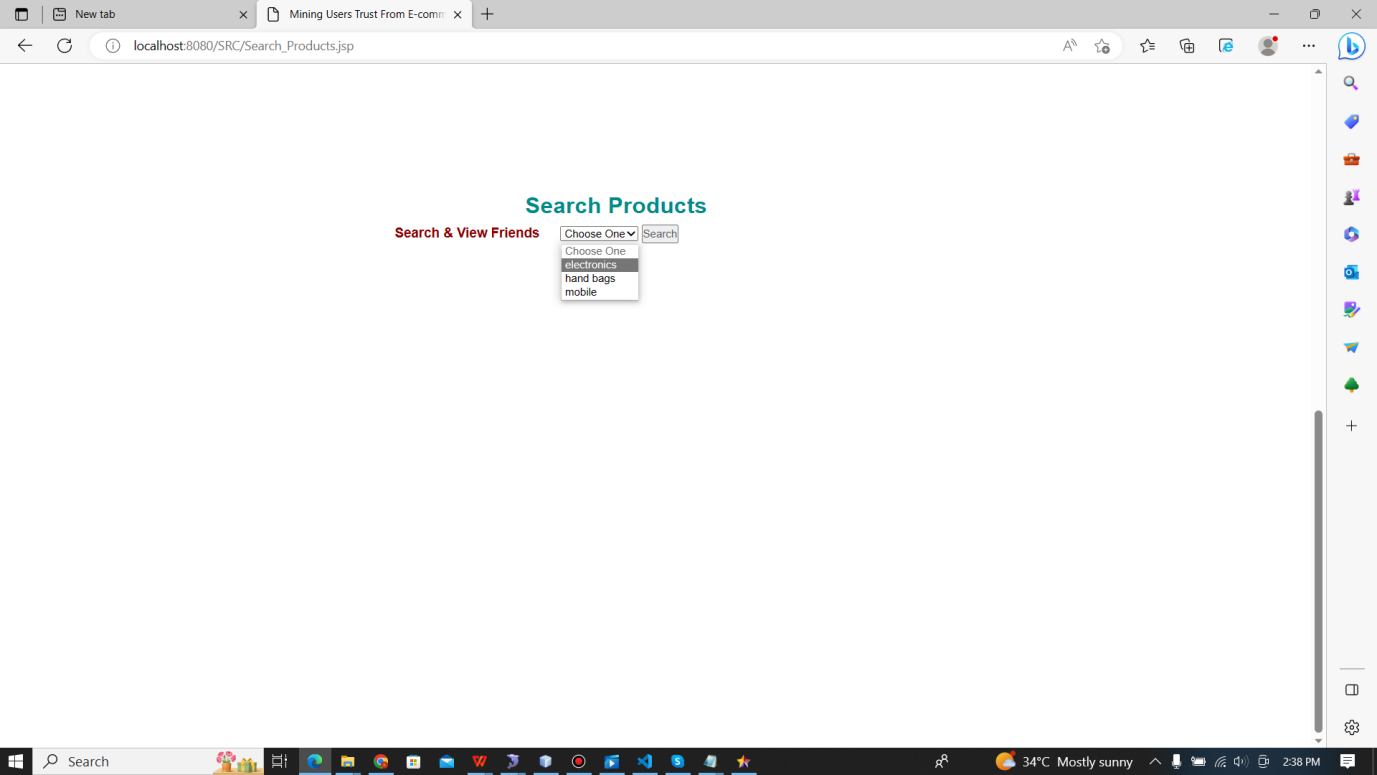 New tab
Mining Users Trust From E-comm
localhost:8080/SRC/Search_Products.jsp
Search Products
Search & View Friends
Choose One
Search
Choose One
electronics
hand bags
mobile
Search
34°C Mostly sunny
2:38 PM